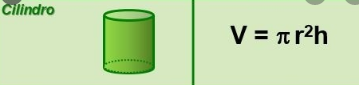 Cilindro
V = π r²h